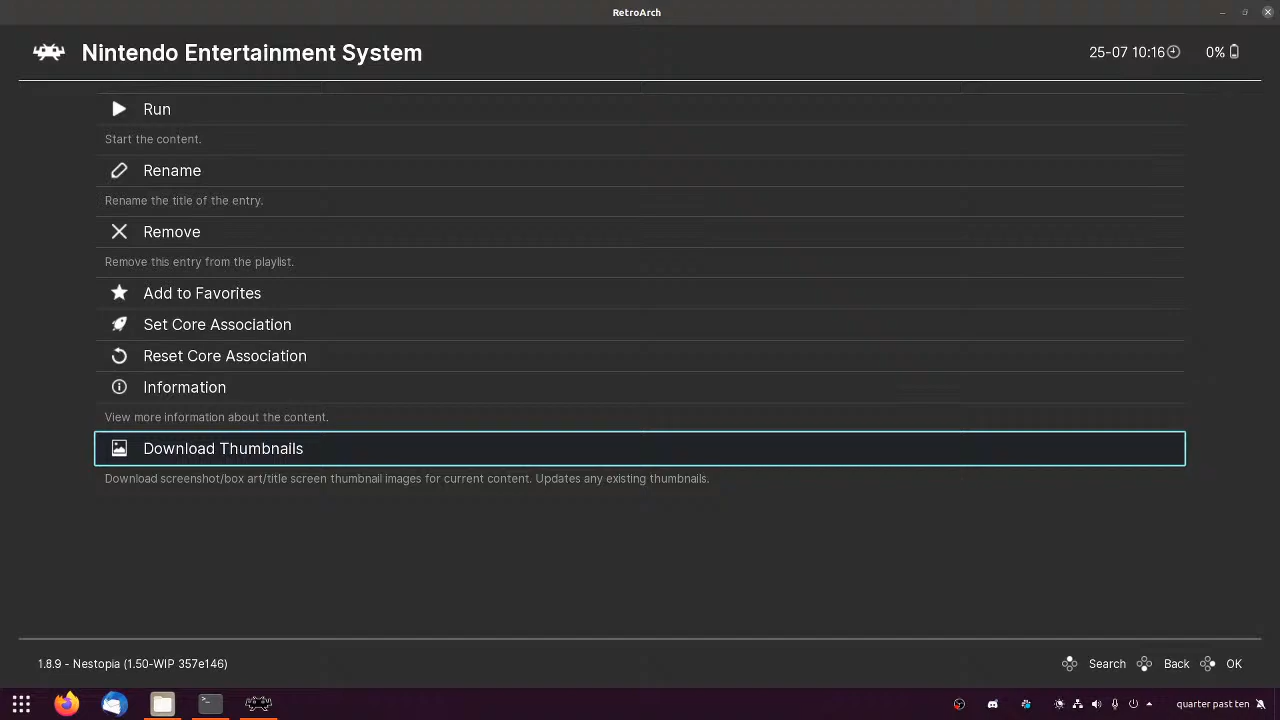 RetroArch
Nintendo Entertainment System
25-07 10:16
0%
Run
Start the content.
Rename
Rename the title of the entry.
Remove
Remove this entry from the playlist.
Add to Favorites
Set Core Association
Reset Core Association
Information
View more information about the content.
Download Thumbnails
Download screenshot/box art/title screen thumbnail images for current content. Updates any existing thumbnails.
1.8.9 - Nestopia (1.50-WIP 357e146)
Search
Back
OK
quarter past ten